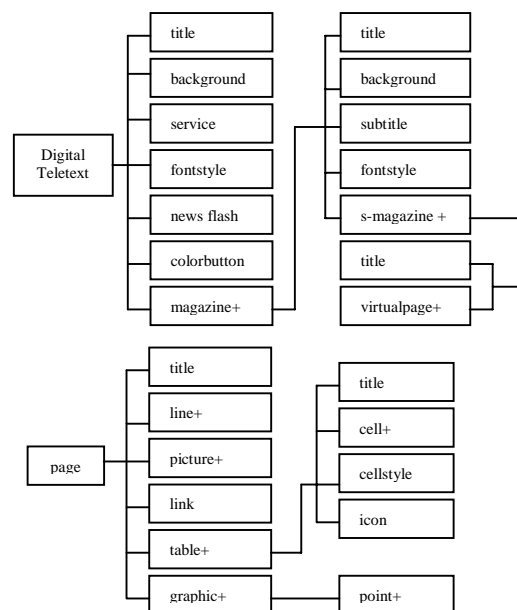 Digital
Teletext
title
background
service
fontstyle
news flash
colorbutton
magazine+
title
background
subtitle
fontstyle
s-magazine +
title
virtualpage+
page
title
line+
picture+
link
table+
graphic+
title
cell+
cellstyle
icon
point+